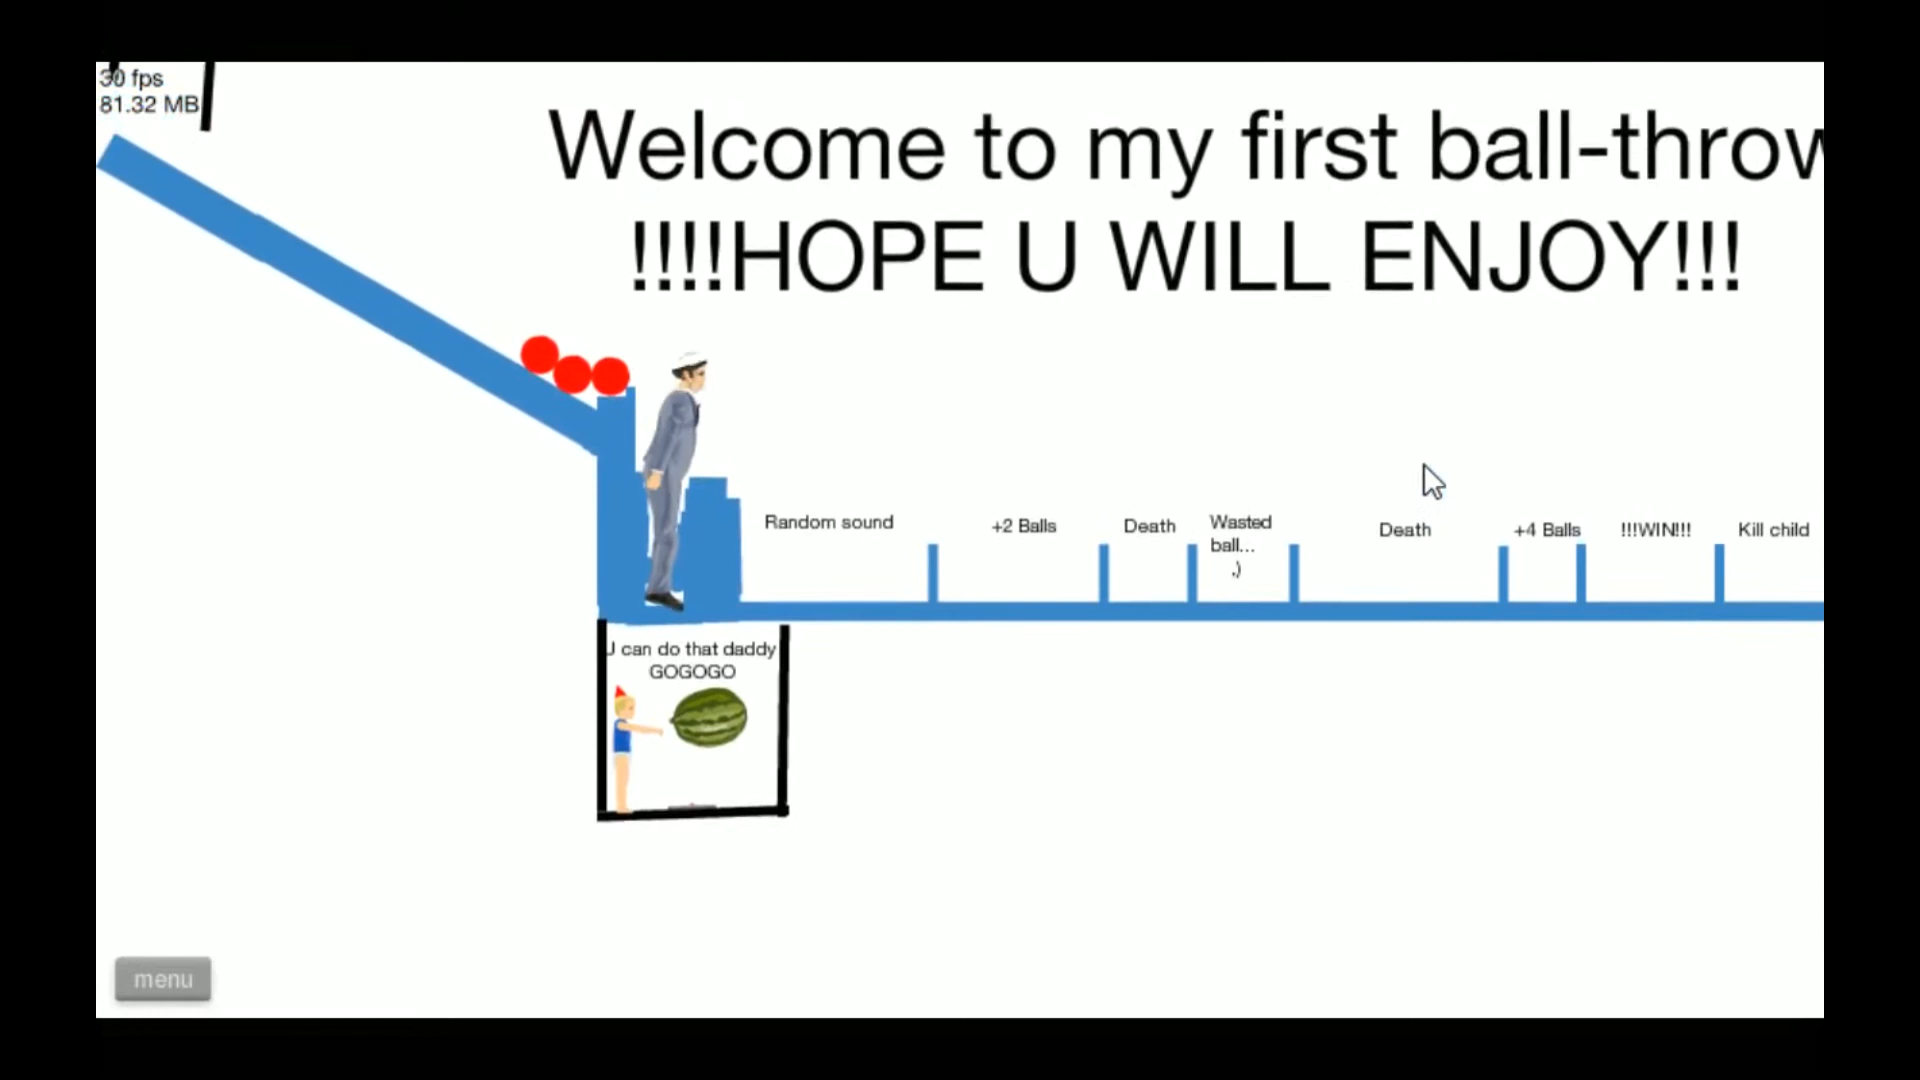 30 fps
81.32 MB
Welcome to my first ball-throw
!!!!HOPE U WILL ENJOY!!!
Random sound
+2 Balls
Death
Wasted
ball...
;)
Death
+4 Balls
!!!WIN!!!
Kill child
U can do that daddy
GOGOGO
menu